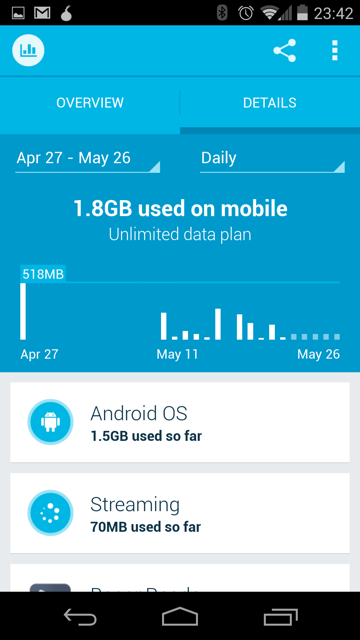 23:42
OVERVIEW
DETAILS
Apr 27 - May 26
Daily
1.8GB used on mobile
Unlimited data plan
518MB
Apr 27
May 11
May 26
Android OS
1.5GB used so far
Streaming
70MB used so far